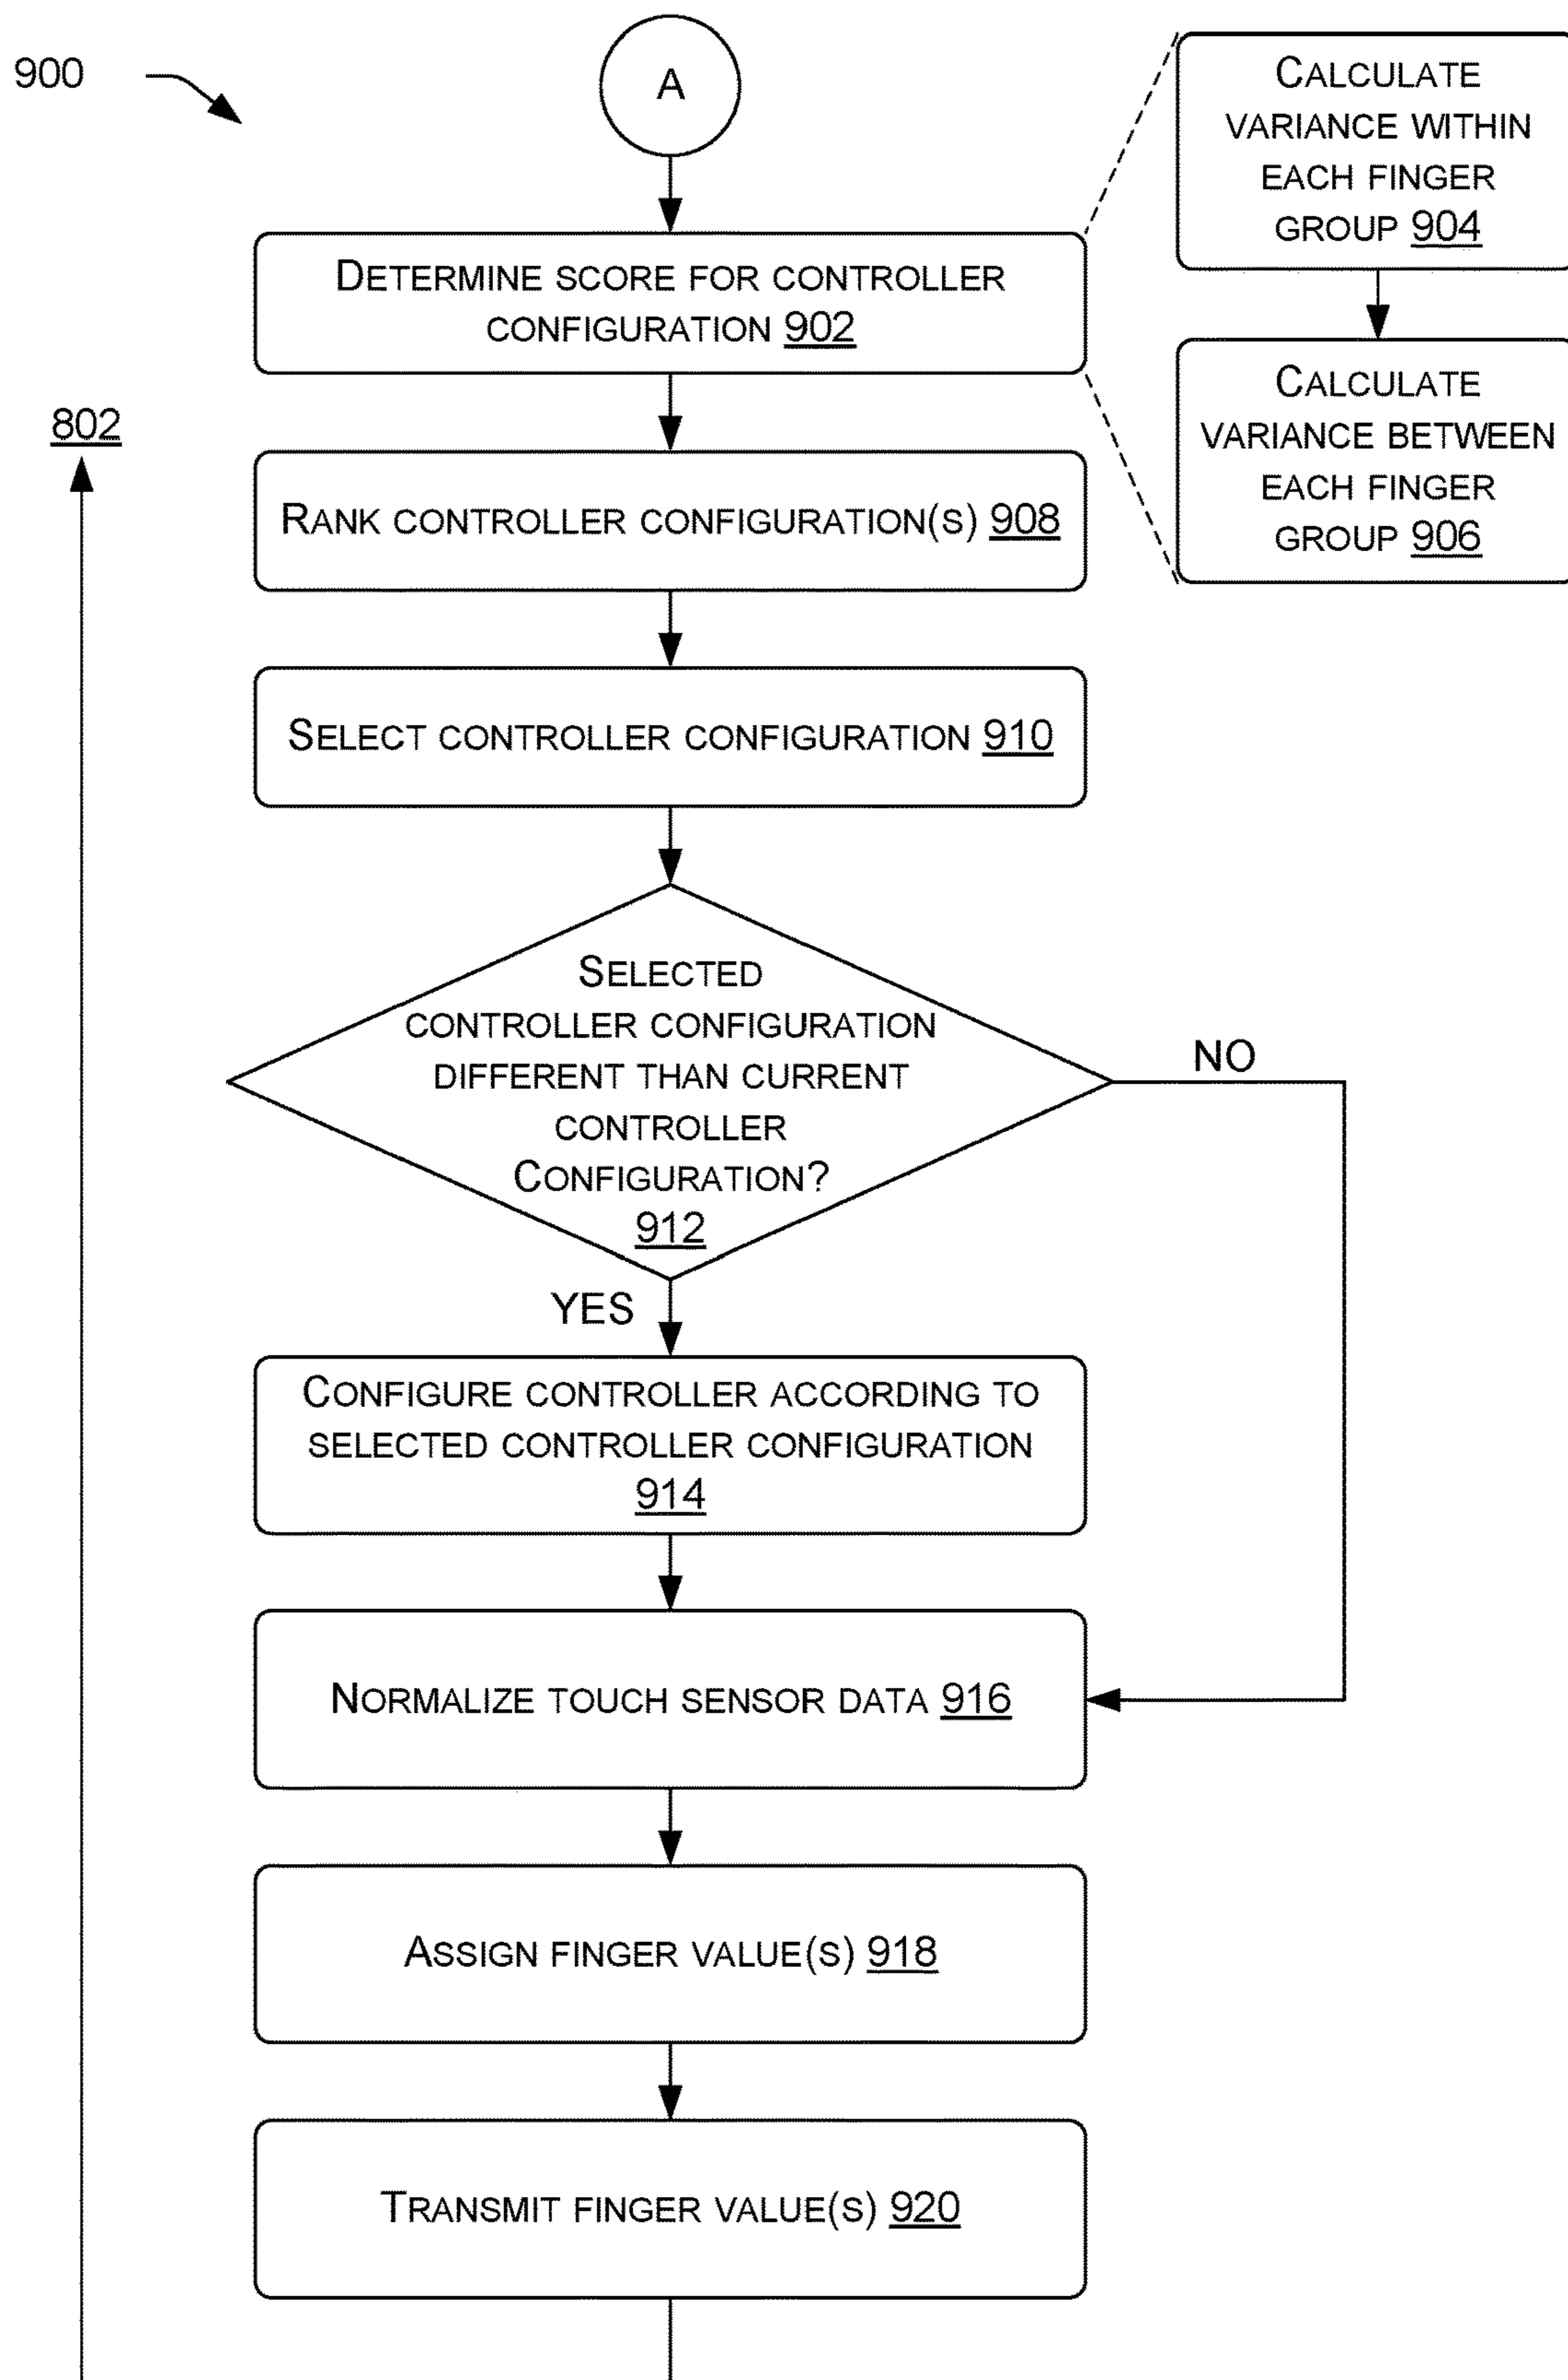 900
A
CALCULATE
VARIANCE WITHIN
EACH FINGER
GROUP 904
DETERMINE SCORE FOR CONTROLLER
CONFIGURATION 902
CALCULATE
VARIANCE BETWEEN
EACH FINGER
GROUP 906
802
RANK CONTROLLER CONFIGURATION(S) 908
SELECT CONTROLLER CONFIGURATION 910
SELECTED
CONTROLLER CONFIGURATION
DIFFERENT THAN CURRENT
CONTROLLER
CONFIGURATION?
912
NO
YES
CONFIGURE CONTROLLER ACCORDING TO
SELECTED CONTROLLER CONFIGURATION
914
NORMALIZE TOUCH SENSOR DATA 916
ASSIGN FINGER VALUE(S) 918
TRANSMIT FINGER VALUE(S) 920